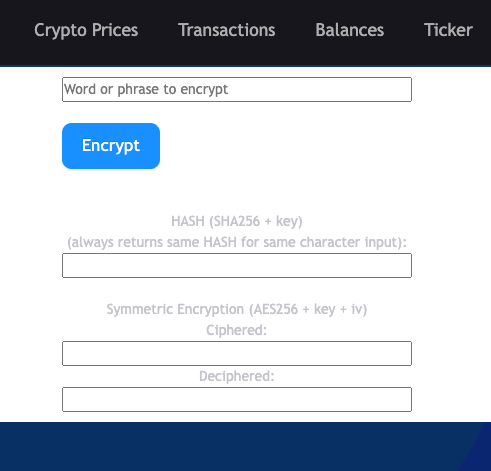 Crypto Prices Transactions Balances Ticker
Word or phrase to encrypt
Encrypt
HASH (SHA256 + key)
(always returns same HASH for same character input):
Symmetric Encryption (AES256 + key + iv)
Ciphered:
Deciphered: